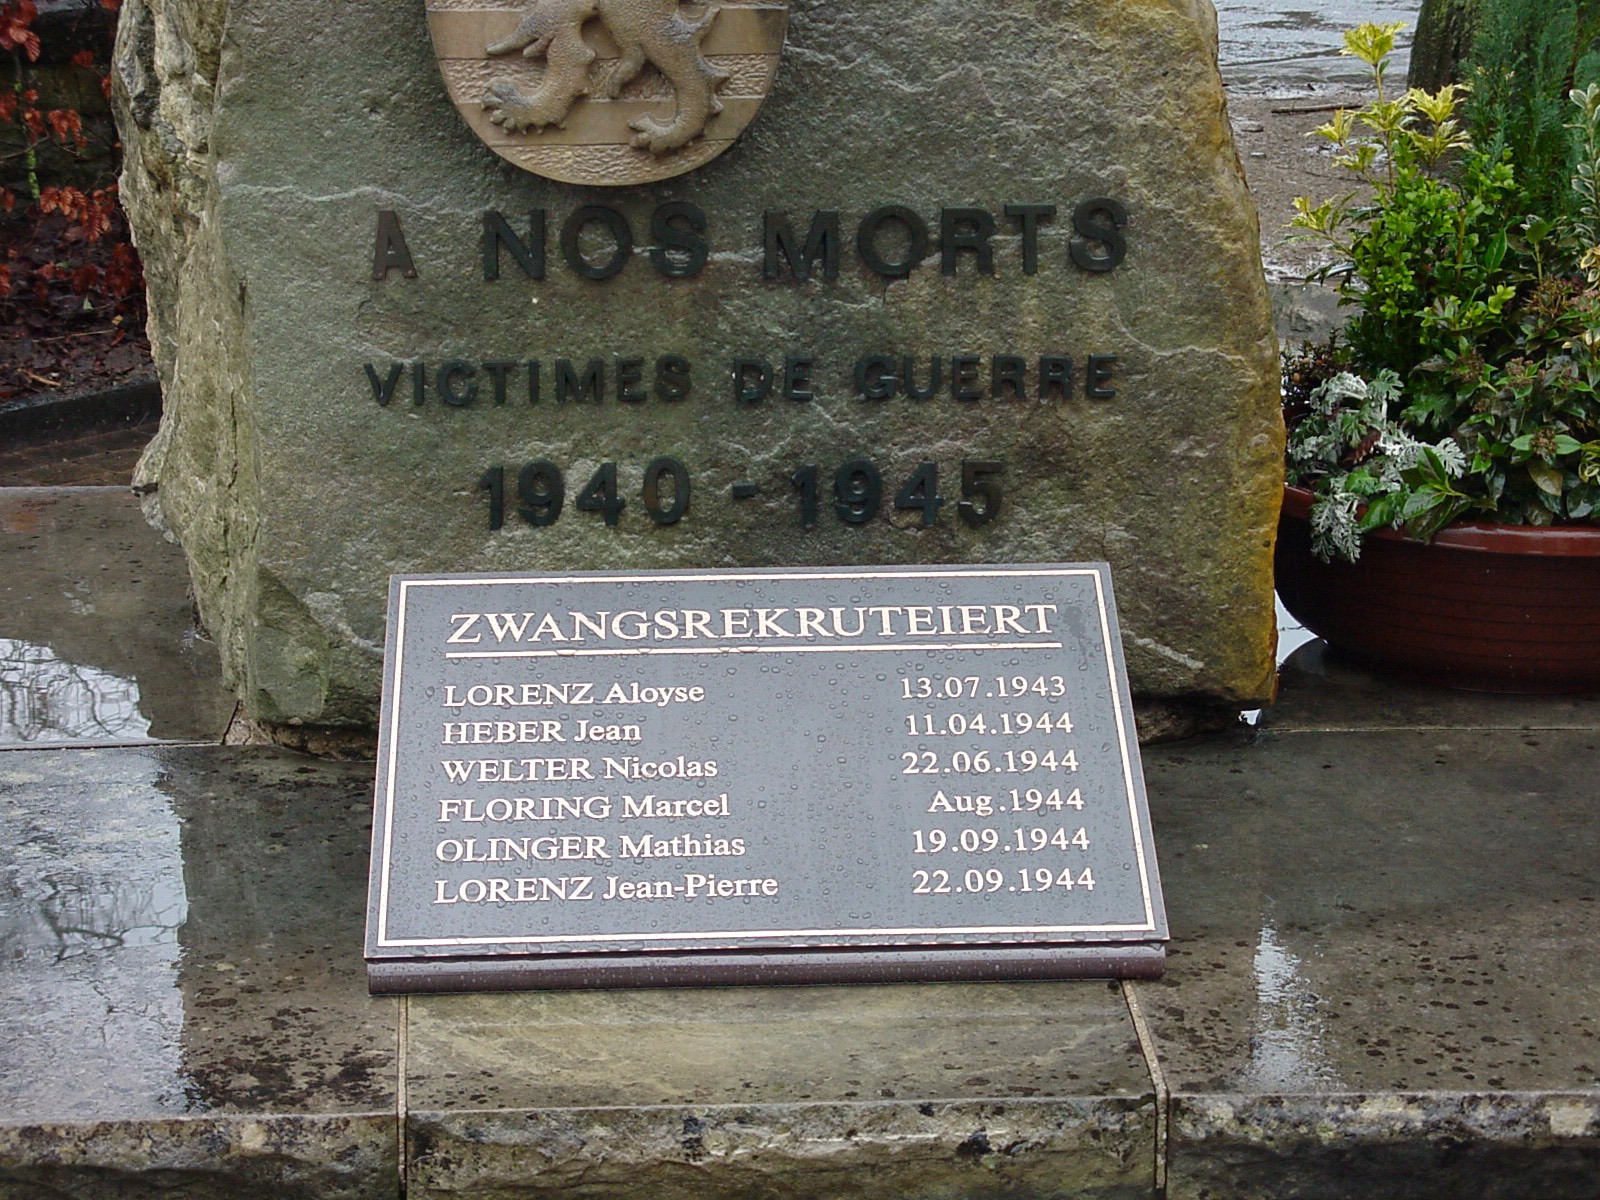 A NOS MORTS
VICTIMES DE GUERRE
1940 - 1945
ZWANGSREKRUTEIERT
LORENZ Aloyse 13.07.1943
HEBER Jean 11.04.1944
WELTER Nicolas 22.06.1944
FLORING Marcel Aug.1944
OLINGER Mathias 19.09.1944
LORENZ Jean-Pierre 22.09.1944